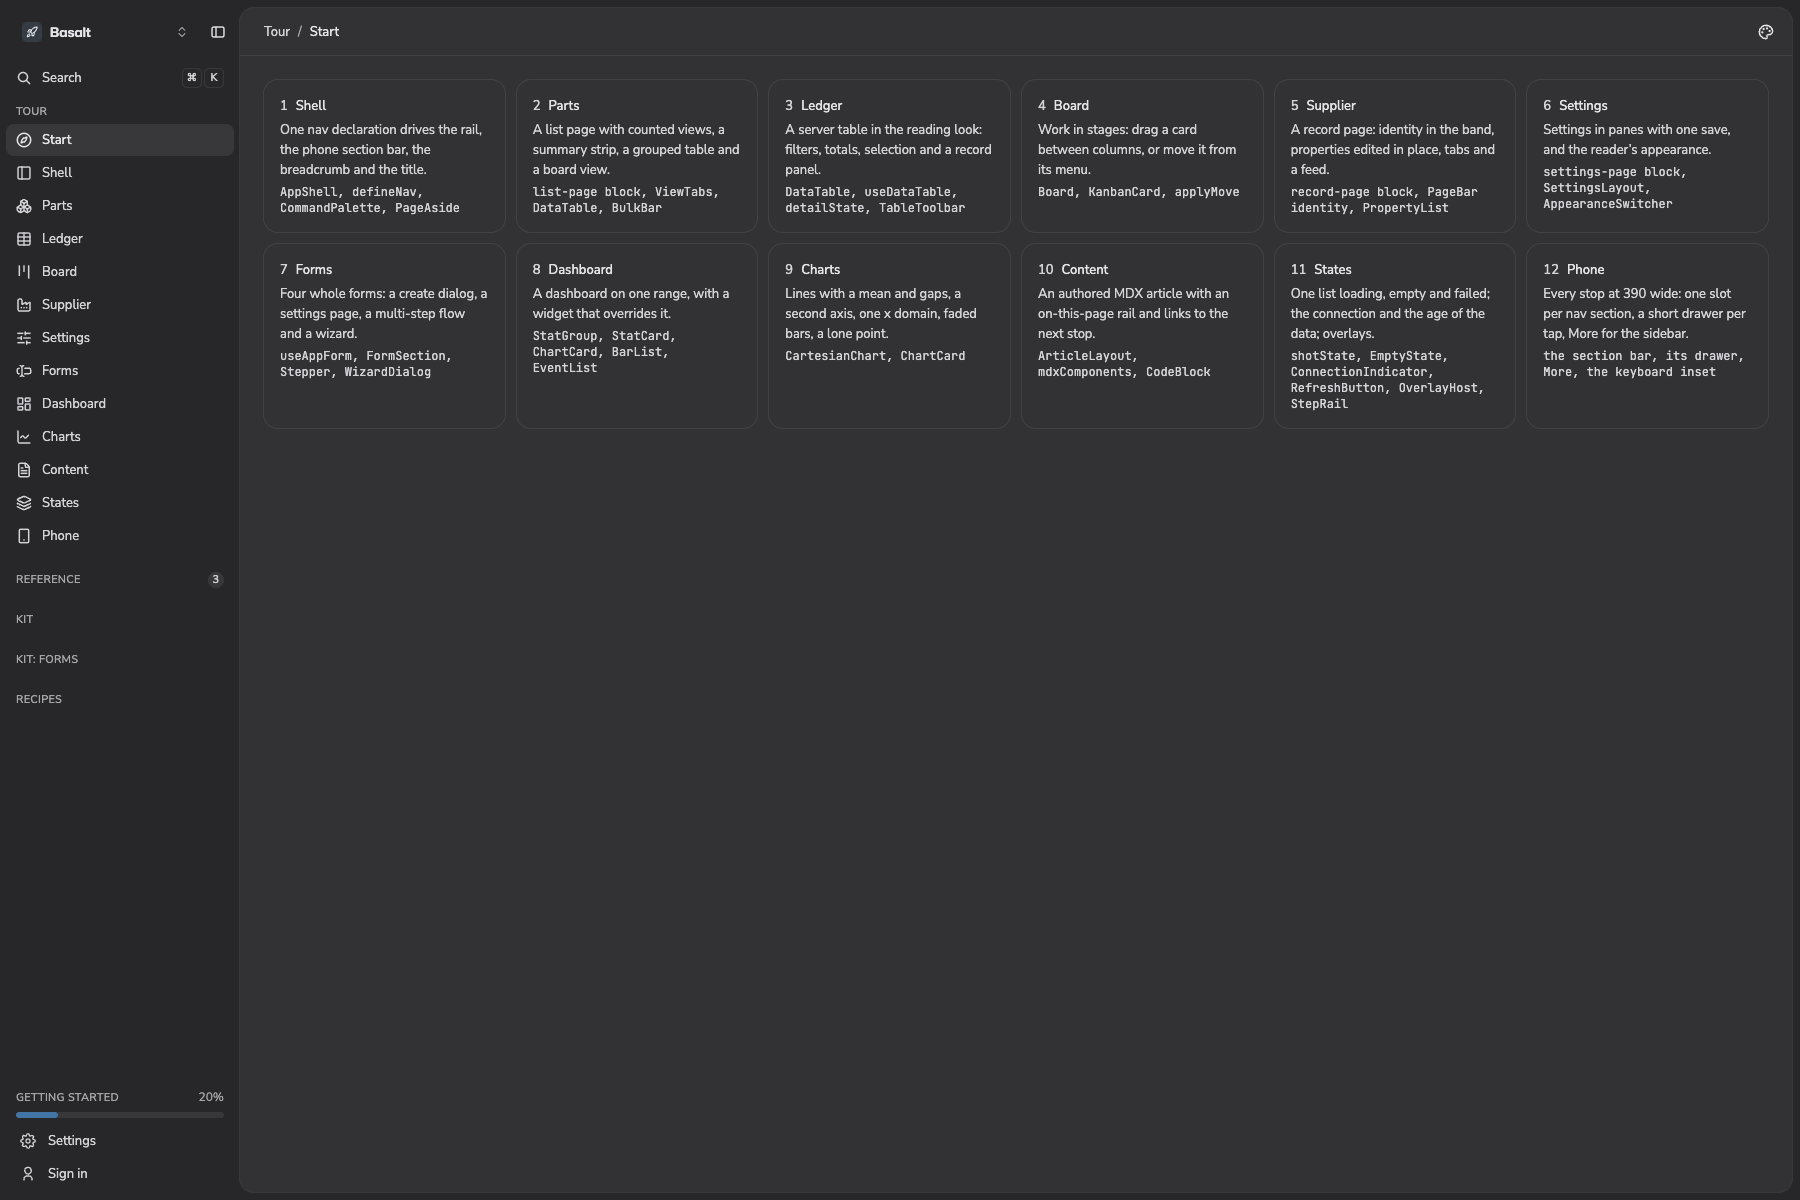 Basalt
Search
⌘ K
TOUR
Start
Shell
Parts
Ledger
Board
Supplier
Settings
Forms
Dashboard
Charts
Content
States
Phone
REFERENCE
3
KIT
KIT: FORMS
RECIPES
GETTING STARTED
20%
Settings
Sign in
Tour / Start
1 Shell
One nav declaration drives the rail,
the phone section bar, the
breadcrumb and the title.
AppShell, defineNav,
CommandPalette, PageAside
2 Parts
A list page with counted views, a
summary strip, a grouped table and
a board view.
list-page block, ViewTabs,
DataTable, BulkBar
3 Ledger
A server table in the reading look:
filters, totals, selection and a record
panel.
DataTable, useDataTable,
detailState, TableToolbar
4 Board
Work in stages: drag a card
between columns, or move it from
its menu.
Board, KanbanCard, applyMove
5 Supplier
A record page: identity in the band,
properties edited in place, tabs and
a feed.
record-page block, PageBar
identity, PropertyList
6 Settings
Settings in panes with one save,
and the reader’s appearance.
settings-page block,
SettingsLayout,
AppearanceSwitcher
7 Forms
Four whole forms: a create dialog, a
settings page, a multi-step flow
and a wizard.
useAppForm, FormSection,
Stepper, WizardDialog
8 Dashboard
A dashboard on one range, with a
widget that overrides it.
StatGroup, StatCard,
ChartCard, BarList,
EventList
9 Charts
Lines with a mean and gaps, a
second axis, one x domain, faded
bars, a lone point.
CartesianChart, ChartCard
10 Content
An authored MDX article with an
on-this-page rail and links to the
next stop.
ArticleLayout,
mdxComponents, CodeBlock
11 States
One list loading, empty and failed;
the connection and the age of the
data; overlays.
shotState, EmptyState,
ConnectionIndicator,
RefreshButton, OverlayHost,
StepRail
12 Phone
Every stop at 390 wide: one slot
per nav section, a short drawer per
tap, More for the sidebar.
the section bar, its drawer,
More, the keyboard inset